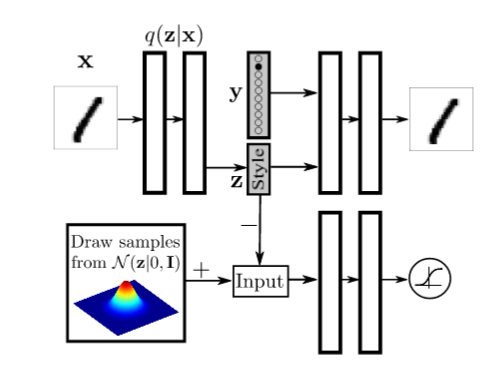 q(z|x)
x
y
z
Style
−
Draw samples
from 𝒩(z|0, I)
+
Input